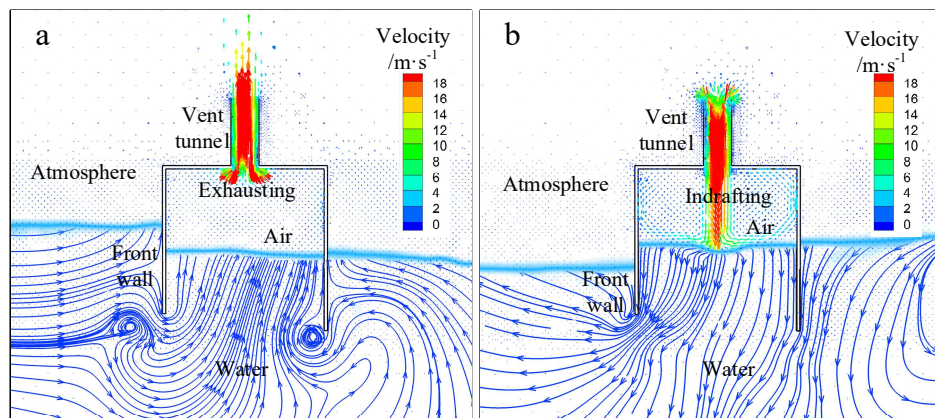 a
Velocity
/m·s⁻¹
18
16
14
12
10
8
6
4
2
0
Vent
tunnel
Atmosphere
Exhausting
Air
Front
wall
Water
b
Velocity
/m·s⁻¹
18
16
14
12
10
8
6
4
2
0
Vent
tunnel
Atmosphere
Indrafting
Air
Front
wall
Water